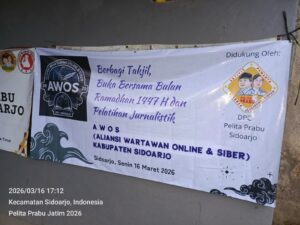 ABU
OARJO
AWOS
Berbagi Takjil,
Buka Bersama Bulan
Ramadhan 1447 H dan
Pelatihan Jurnalistik
A W O S
(ALIANSI WARTAWAN ONLINE & SIBER)
KABUPATEN SIDOARJO
Sidoarjo, Senin 16 Maret 2026
Didukung Oleh:
DPC
Pelita Prabu
Sidoarjo
2026/03/16 17:12
Kecamatan Sidoarjo, Indonesia
Pelita Prabu Jatim 2026